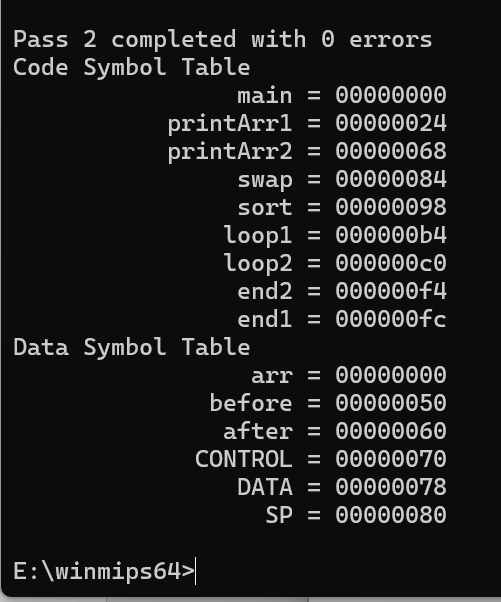 Pass 2 completed with 0 errors
Code Symbol Table
main = 00000000
printArr1 = 00000024
printArr2 = 00000068
swap = 00000084
sort = 00000098
loop1 = 000000b4
loop2 = 000000c0
end2 = 000000f4
end1 = 000000fc
Data Symbol Table
arr = 00000000
before = 00000050
after = 00000060
CONTROL = 00000070
DATA = 00000078
SP = 00000080
E:\winmips64>